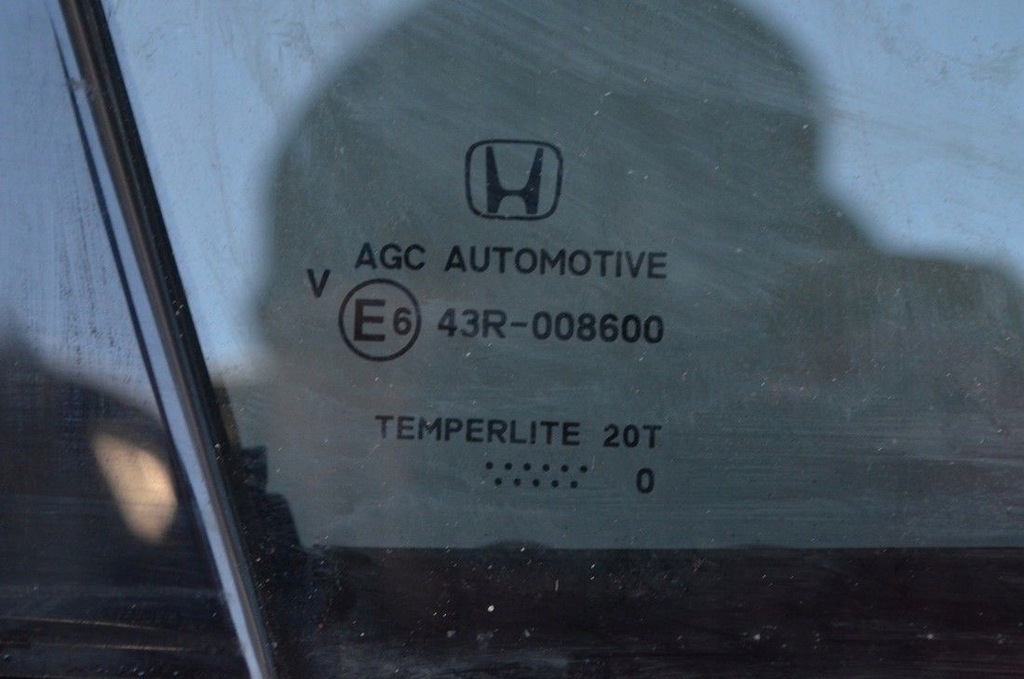 AGC AUTOMOTIVE
V E6 43R-008600
TEMPERLITE 20T
0